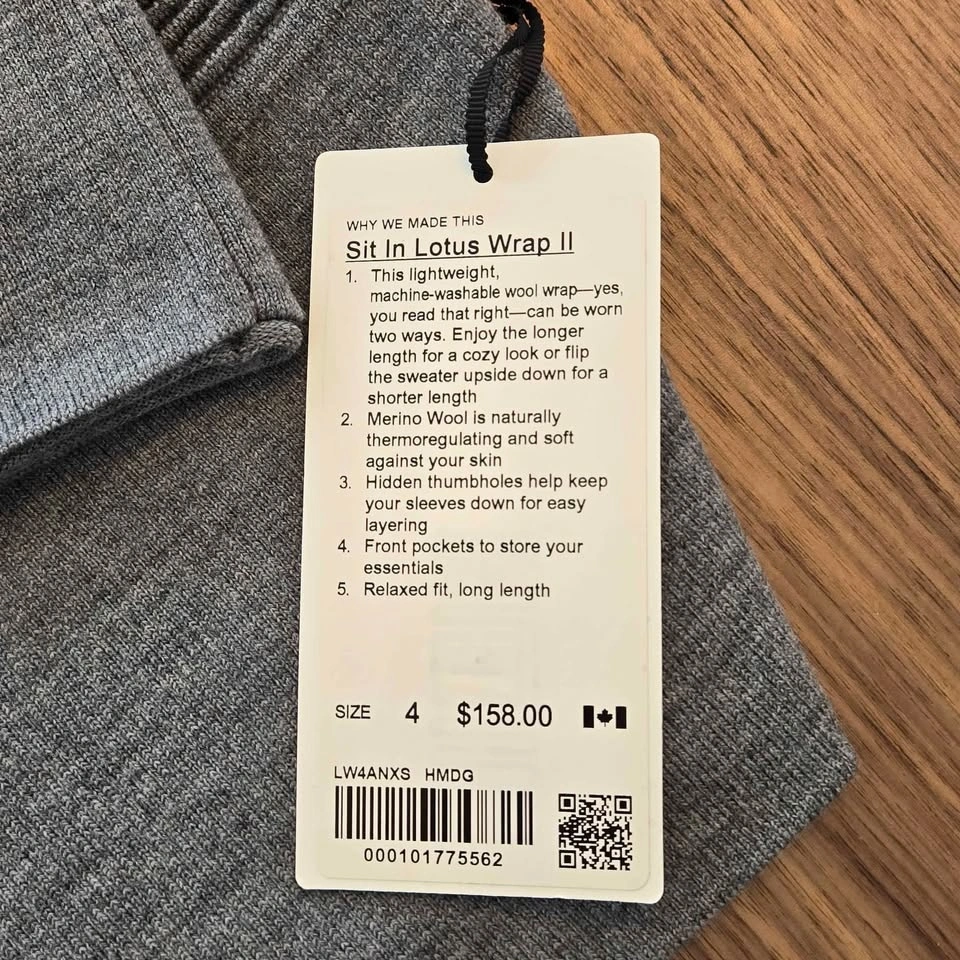 WHY WE MADE THIS
Sit In Lotus Wrap II
1. This lightweight,
machine-washable wool wrap—yes,
you read that right—can be worn
two ways. Enjoy the longer
length for a cozy look or flip
the sweater upside down for a
shorter length
2. Merino Wool is naturally
thermoregulating and soft
against your skin
3. Hidden thumbholes help keep
your sleeves down for easy
layering
4. Front pockets to store your
essentials
5. Relaxed fit, long length
SIZE 4 $158.00
LW4ANXS HMDG
000101775562